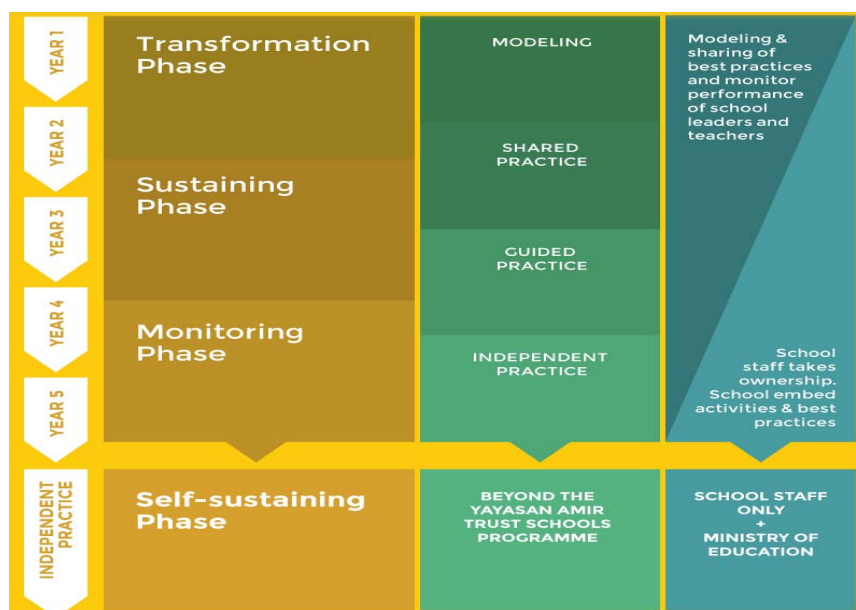 YEAR 1
YEAR 2
YEAR 3
YEAR 4
YEAR 5
INDEPENDENT
PRACTICE
Transformation
Phase
Sustaining
Phase
Monitoring
Phase
Self-sustaining
Phase
MODELING
SHARED
PRACTICE
GUIDED
PRACTICE
INDEPENDENT
PRACTICE
BEYOND THE
YAYASAN AMIR
TRUST SCHOOLS
PROGRAMME
Modeling &
sharing of
best practices
and monitor
performance
of school
leaders and
teachers
School
staff takes
ownership.
School embed
activities & best
practices
SCHOOL STAFF
ONLY
+
MINISTRY OF
EDUCATION